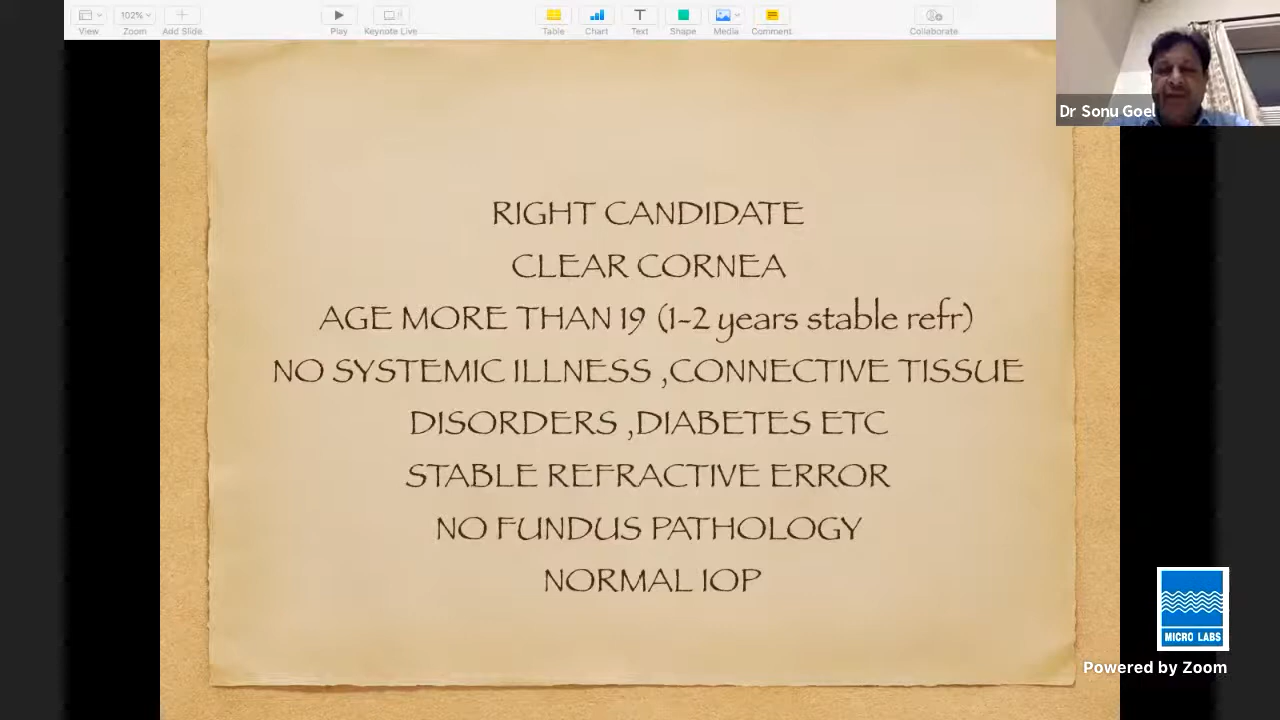 View
102%
Zoom
Add Slide
Play
Keynote Live
Table
Chart
Text
Shape
Media
Comment
Collaborate
Dr Sonu Goel
RIGHT CANDIDATE
CLEAR CORNEA
AGE MORE THAN 19 (1-2 years stable refr)
NO SYSTEMIC ILLNESS ,CONNECTIVE TISSUE
DISORDERS ,DIABETES ETC
STABLE REFRACTIVE ERROR
NO FUNDUS PATHOLOGY
NORMAL IOP
MICRO LABS
Powered by Zoom